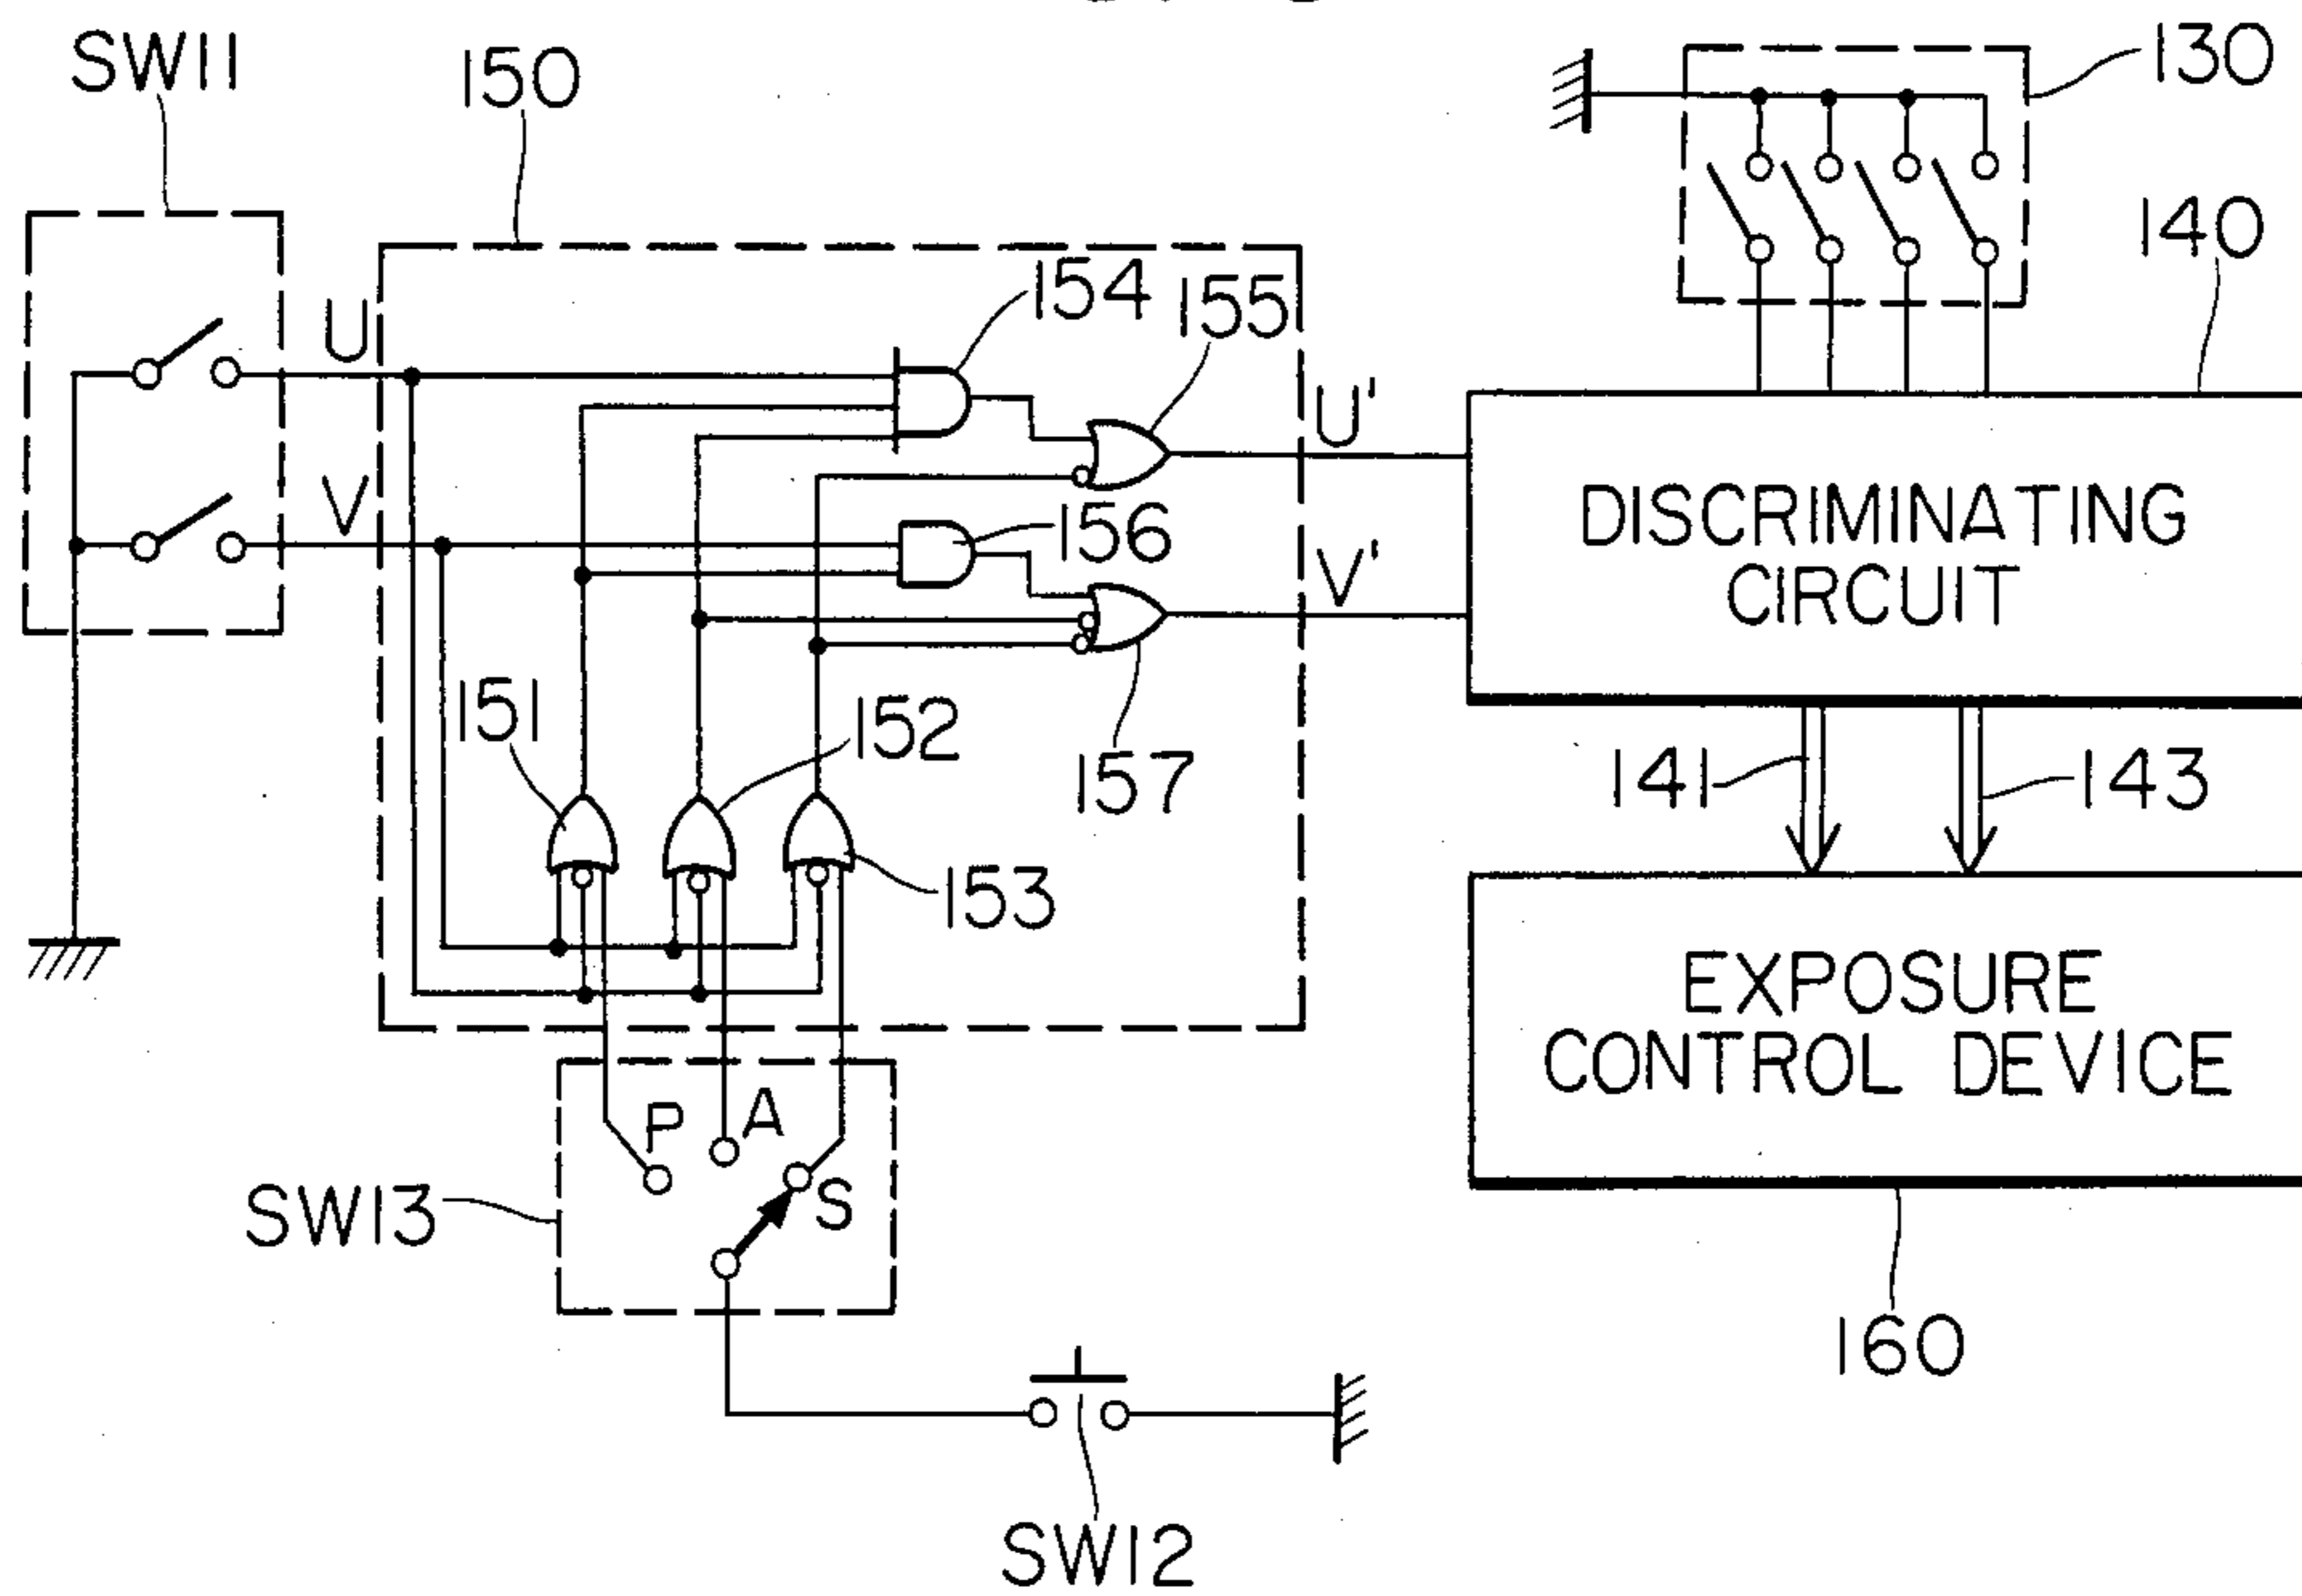 SW11
150
130
140
154
155
U
U'
V
156
V'
DISCRIMINATING
CIRCUIT
151
152
157
141
143
153
EXPOSURE
CONTROL DEVICE
P
A
S
SW13
160
SW12